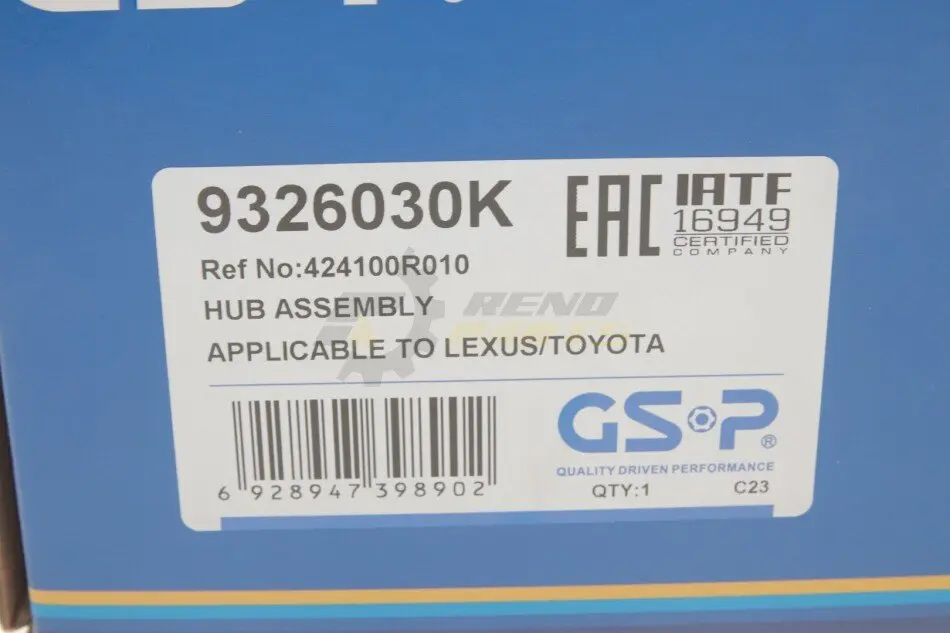 9326030K
EAC
IATF
16949
CERTIFIED
COMPANY
Ref No:424100R010
HUB ASSEMBLY
RENO
APPLICABLE TO LEXUS/TOYOTA
GSP®
QUALITY DRIVEN PERFORMANCE
6 928947 398902
QTY:1
C23